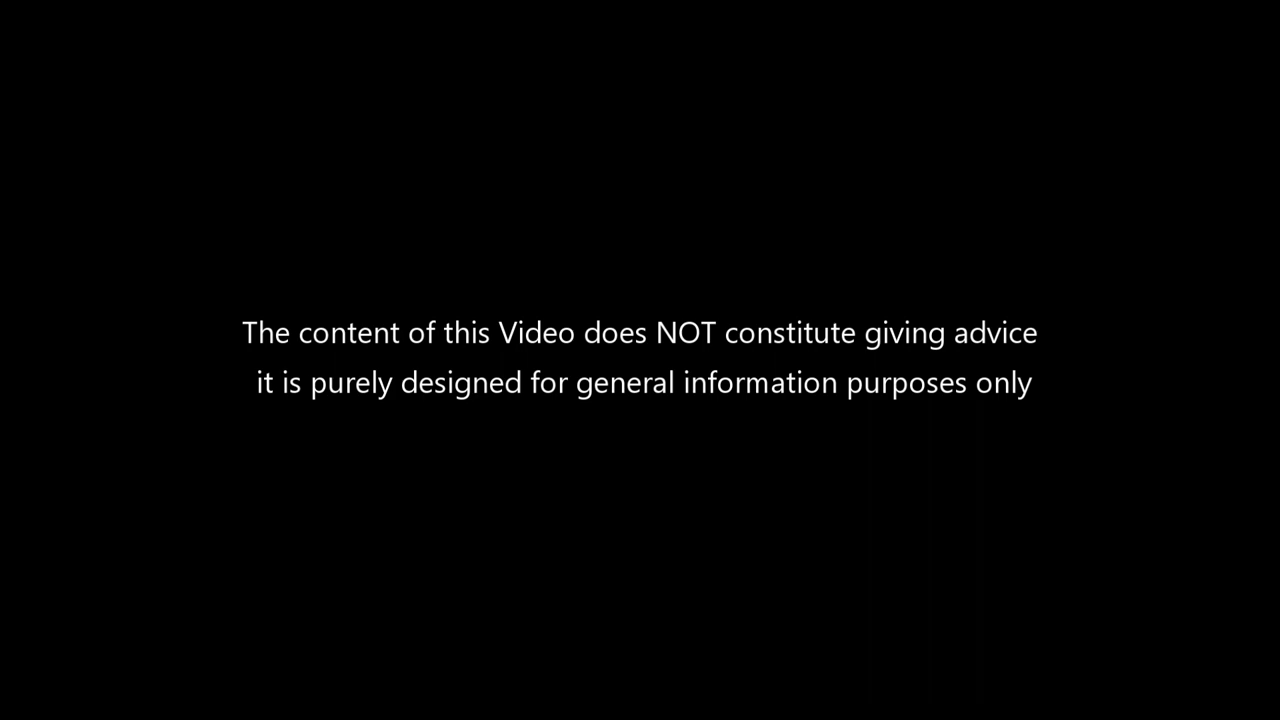 The content of this Video does NOT constitute giving advice
it is purely designed for general information purposes only